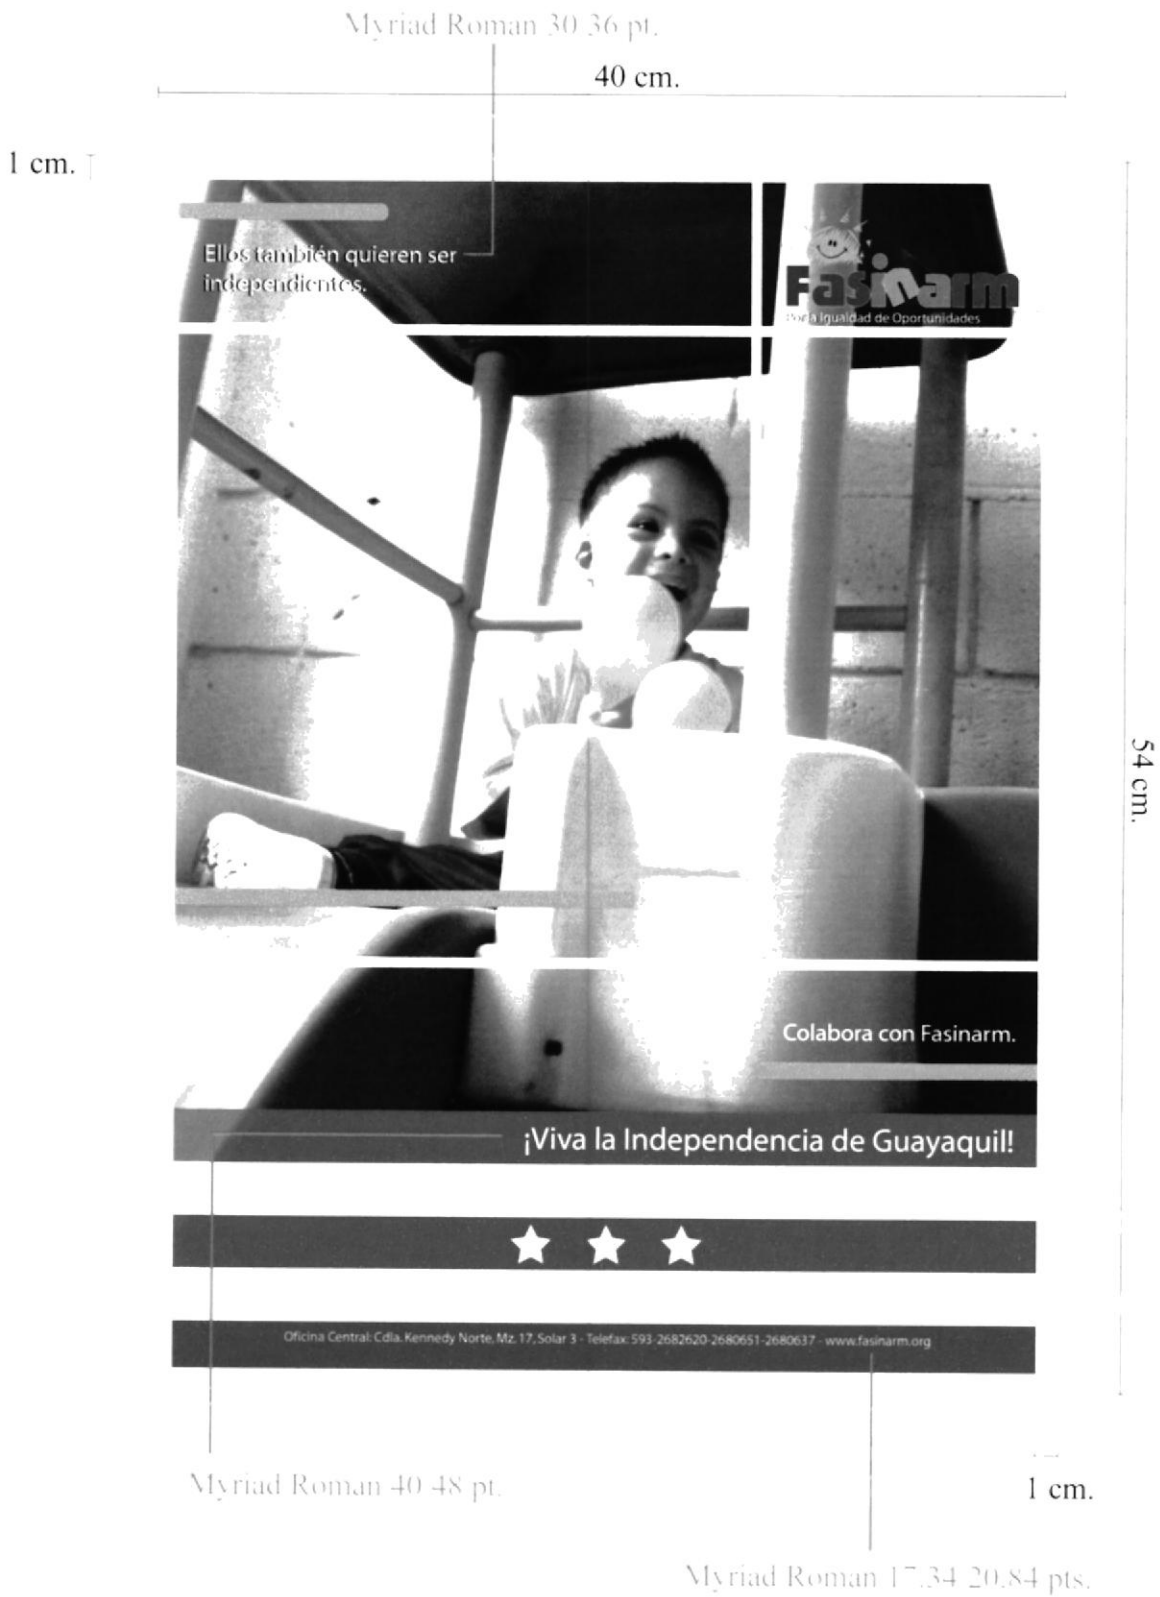 Myriad Roman 30 36 pt.
40 cm.
1 cm.
Ellos también quieren ser
independientes.
Fasinarm
Por la Igualdad de Oportunidades
54 cm.
Colabora con Fasinarm.
¡Viva la Independencia de Guayaquil!
Oficina Central: Cdla. Kennedy Norte, Mz. 17, Solar 3 - Telefax: 593-2682620-2680651-2680637 - www.fasinarm.org
Myriad Roman 40 48 pt.
1 cm.
Myriad Roman 17.34 20.84 pts.